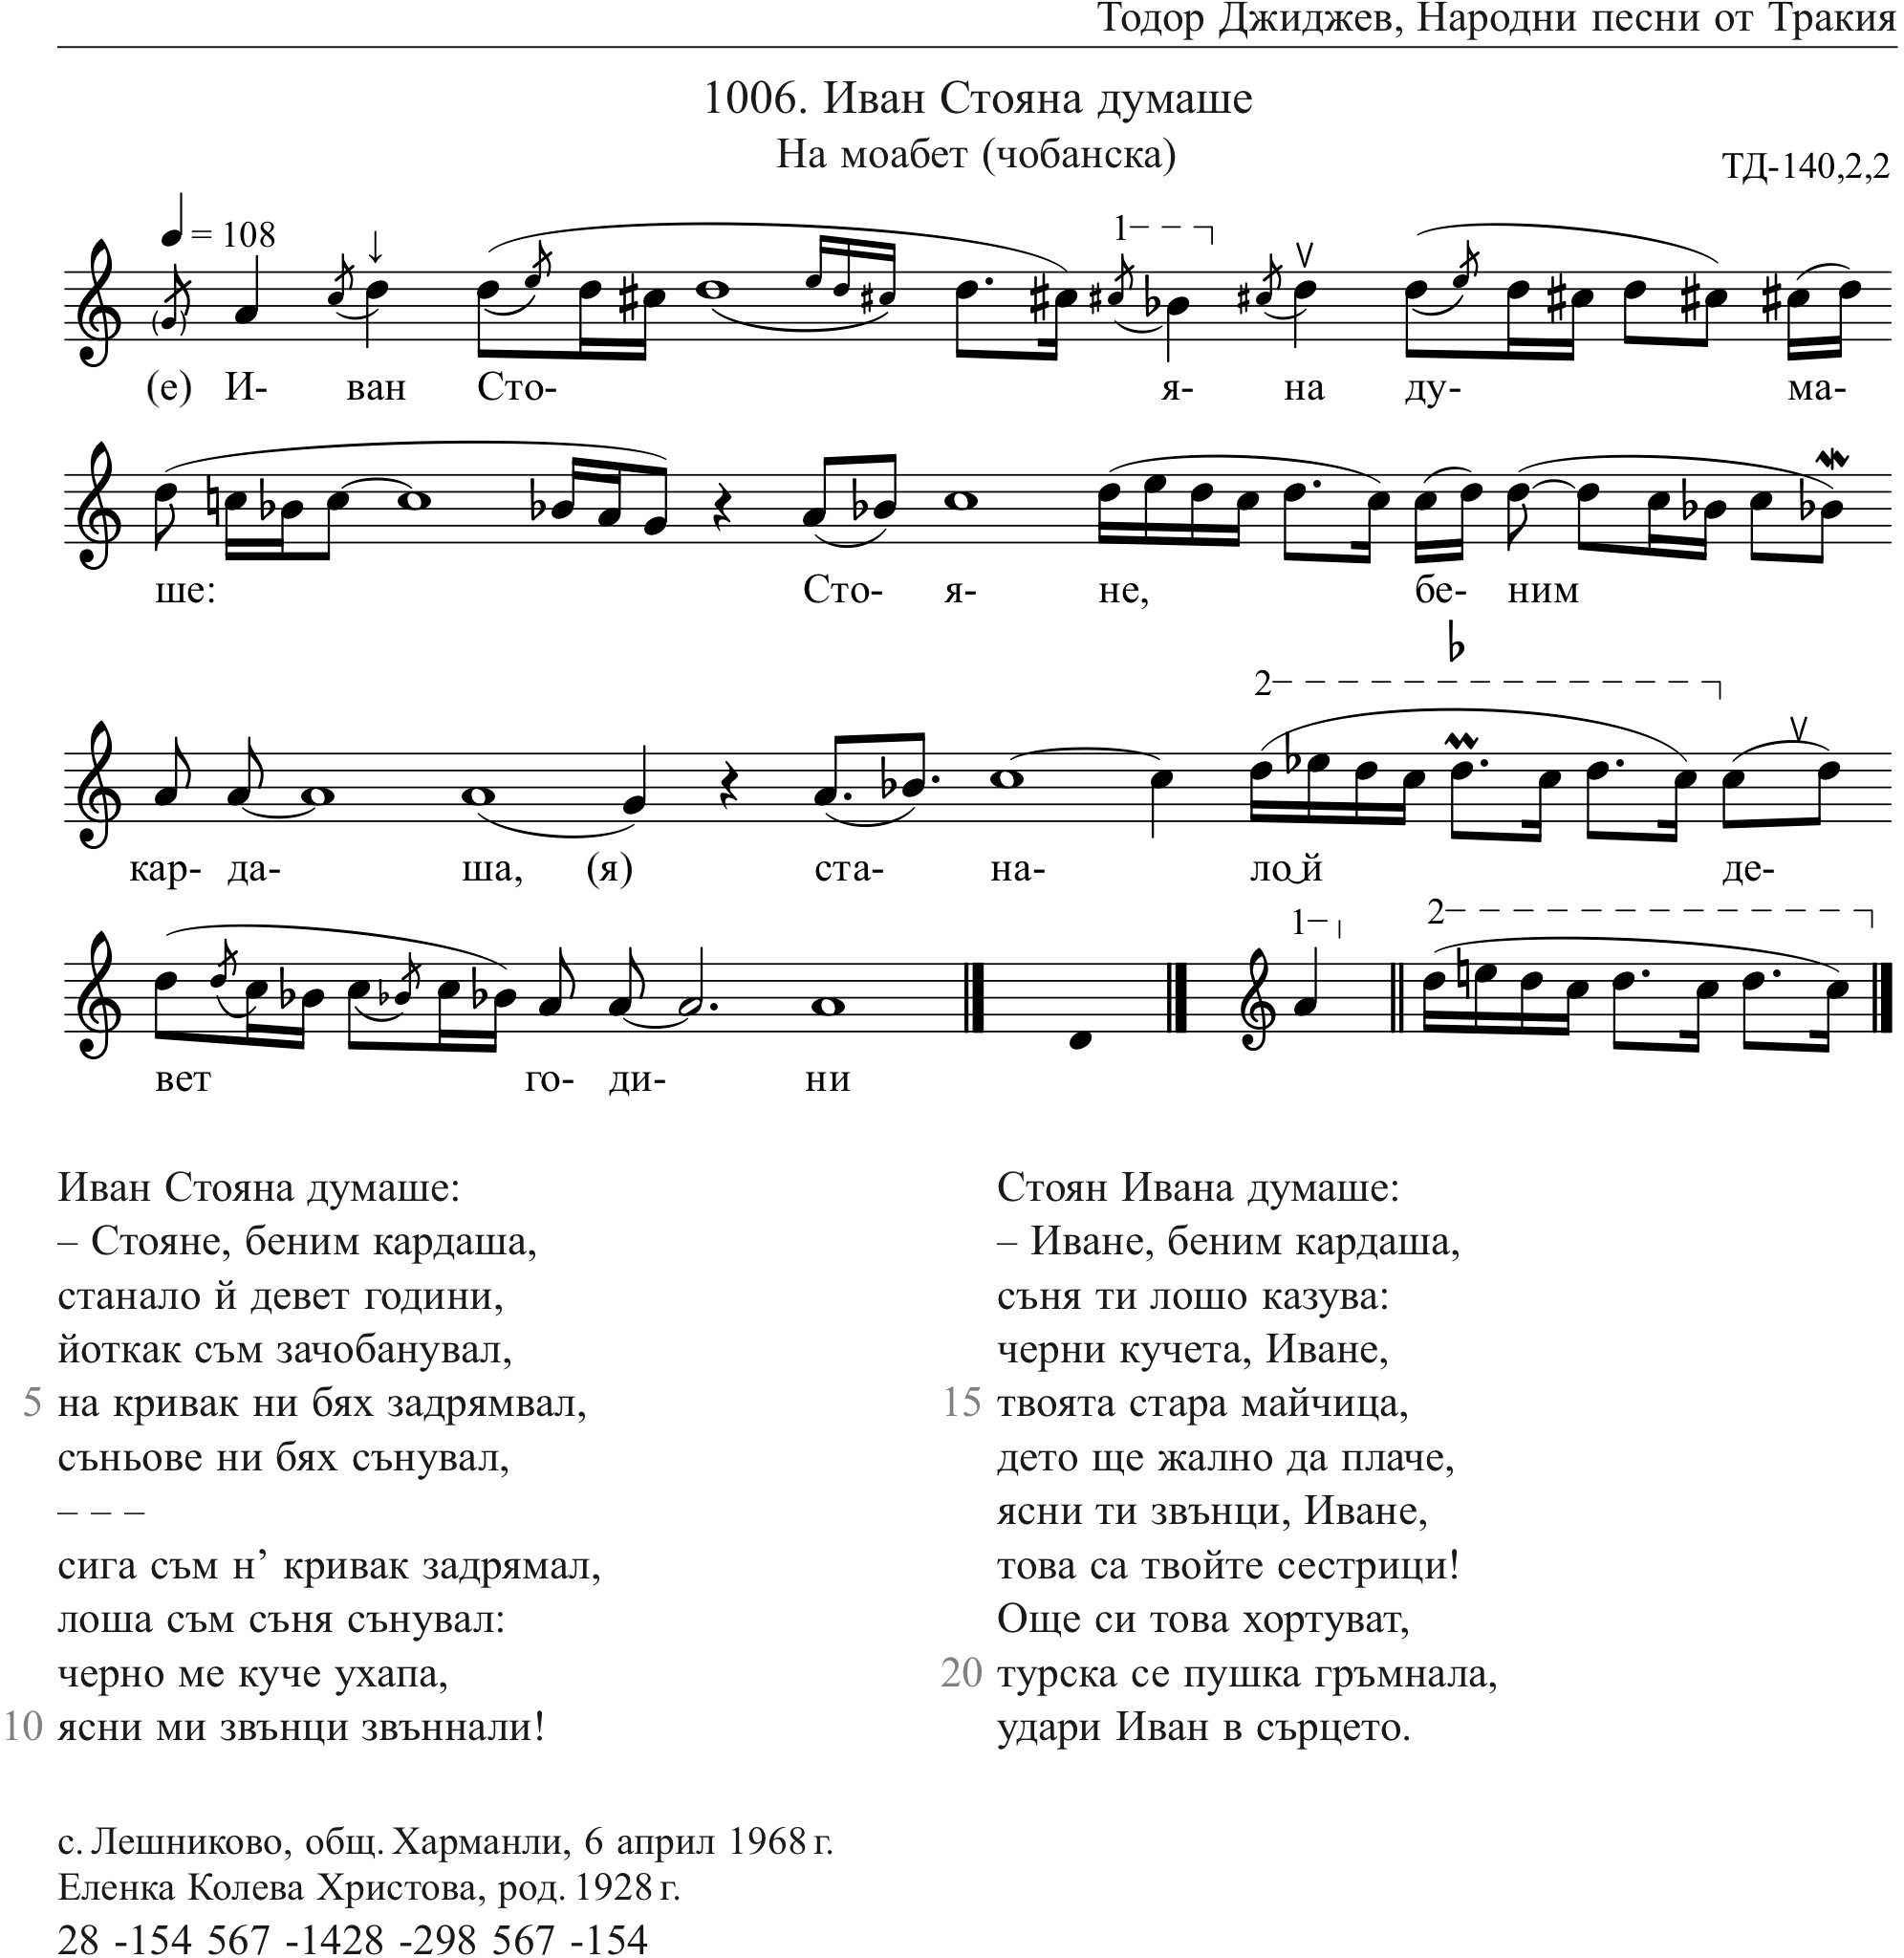 Тодор Джиджев, Народни песни от Тракия
1006. Иван Стояна думаше
На моабет (чобанска)
ТД-140,2,2
= 108
1
(е) И- ван Сто- я- на ду- ма-
ше: Сто- я- не, бе- ним
2
кар- да- ша, (я) ста- на- ло й де-
1
2
вет го- ди- ни
Иван Стояна думаше:
– Стояне, беним кардаша,
станало й девет години,
йоткак съм зачобанувал,
5 на кривак ни бях задрямвал,
съньове ни бях сънувал,
– – –
сига съм н’ кривак задрямал,
лоша съм съня сънувал:
черно ме куче ухапа,
10 ясни ми звънци звъннали!
Стоян Ивана думаше:
– Иване, беним кардаша,
съня ти лошо казува:
черни кучета, Иване,
15 твоята стара майчица,
дето ще жално да плаче,
ясни ти звънци, Иване,
това са твойте сестрици!
Още си това хортуват,
20 турска се пушка гръмнала,
удари Иван в сърцето.
с. Лешниково, общ. Харманли, 6 април 1968 г.
Еленка Колева Христова, род. 1928 г.
28 -154 567 -1428 -298 567 -154